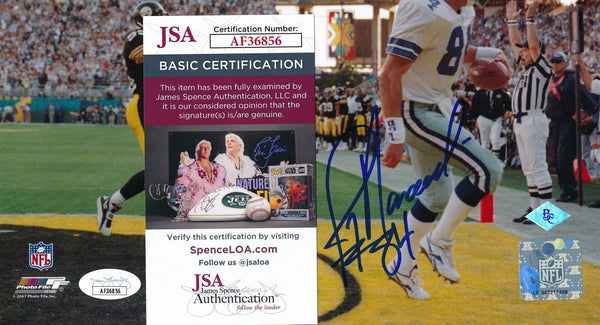 JSA
Certification Number:
AF36856
BASIC CERTIFICATION
This item has been fully examined by
James Spence Authentication, LLC and
it is our considered opinion that the
signature(s) is/are genuine.
NATURE
JETS
Verify this certification by visiting
SpenceLOA.com
Follow us @jsaloa
JSA
James Spence
Authentication
follow the leader
NFL
PHOTO FILE
© 2007 Photo File, Inc.
AF36856
8
#84
NFL